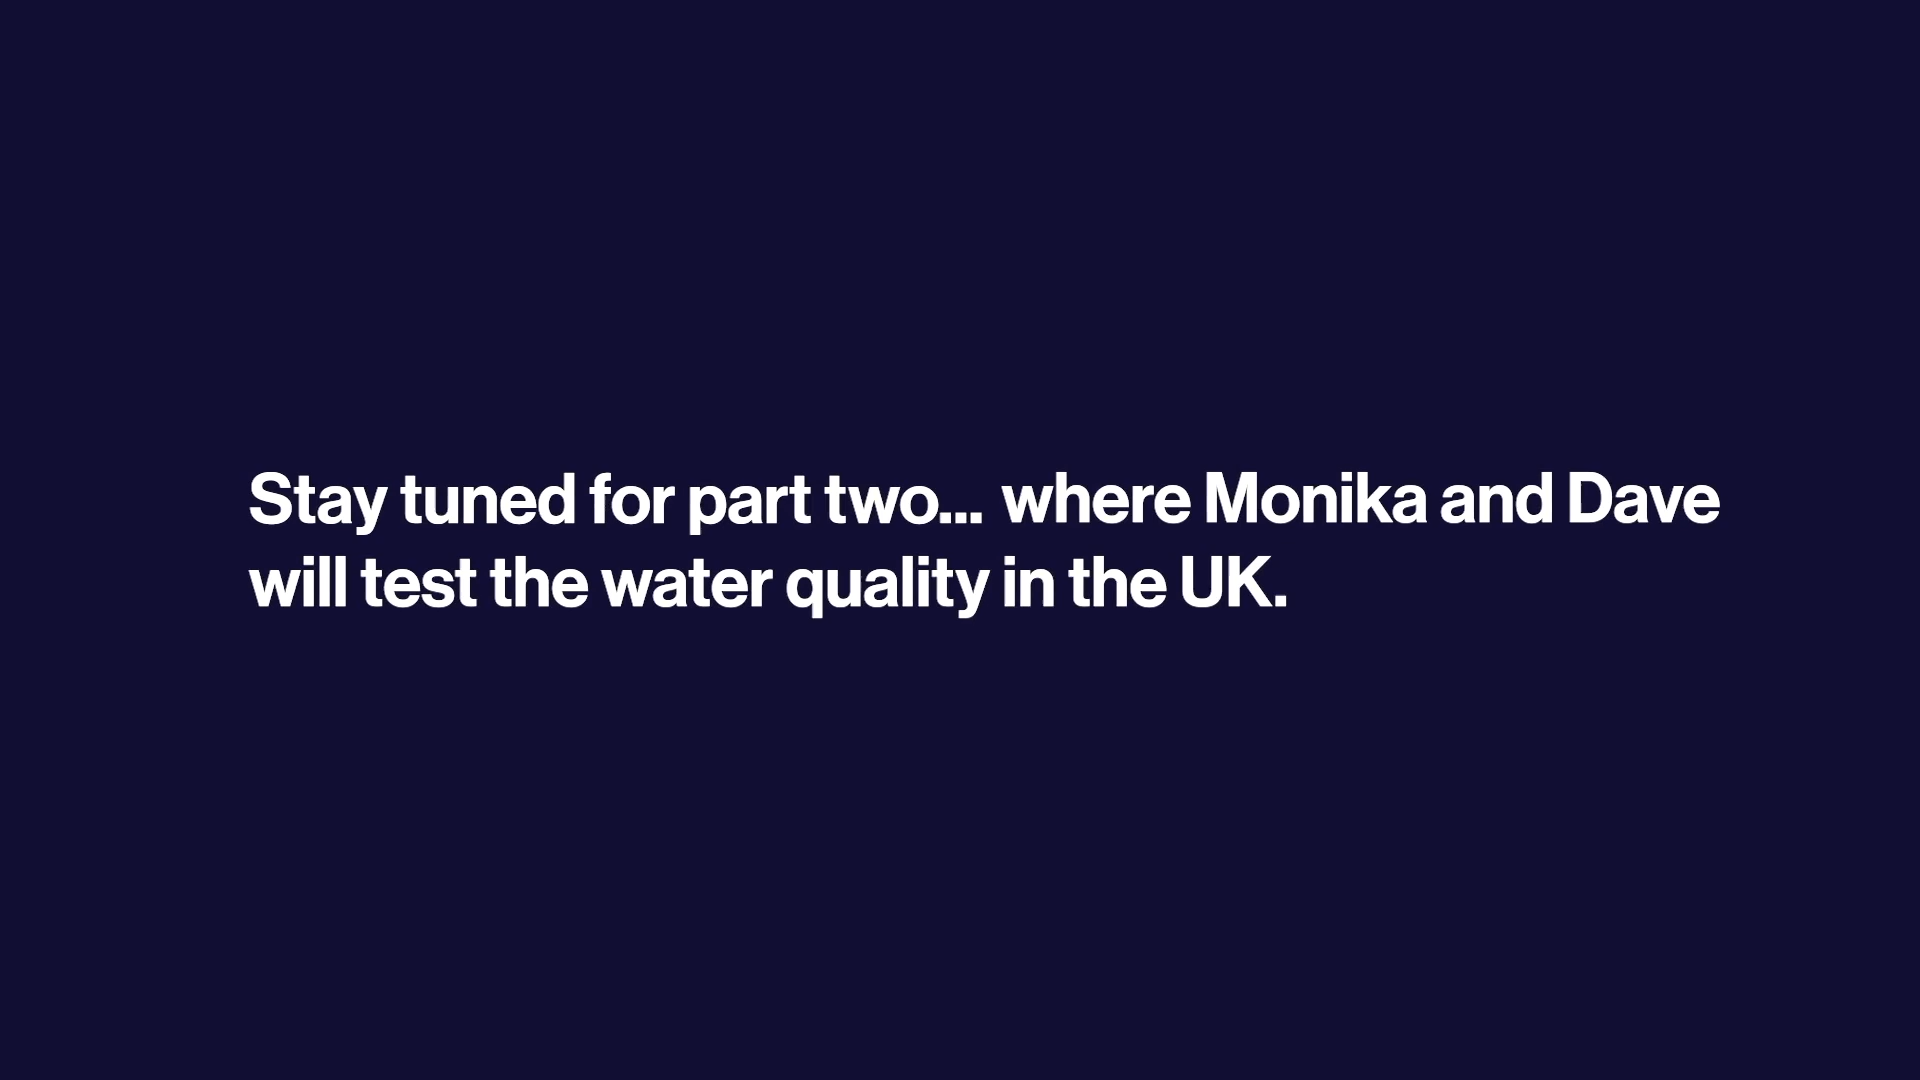 Stay tuned for part two... where Monika and Dave
will test the water quality in the UK.